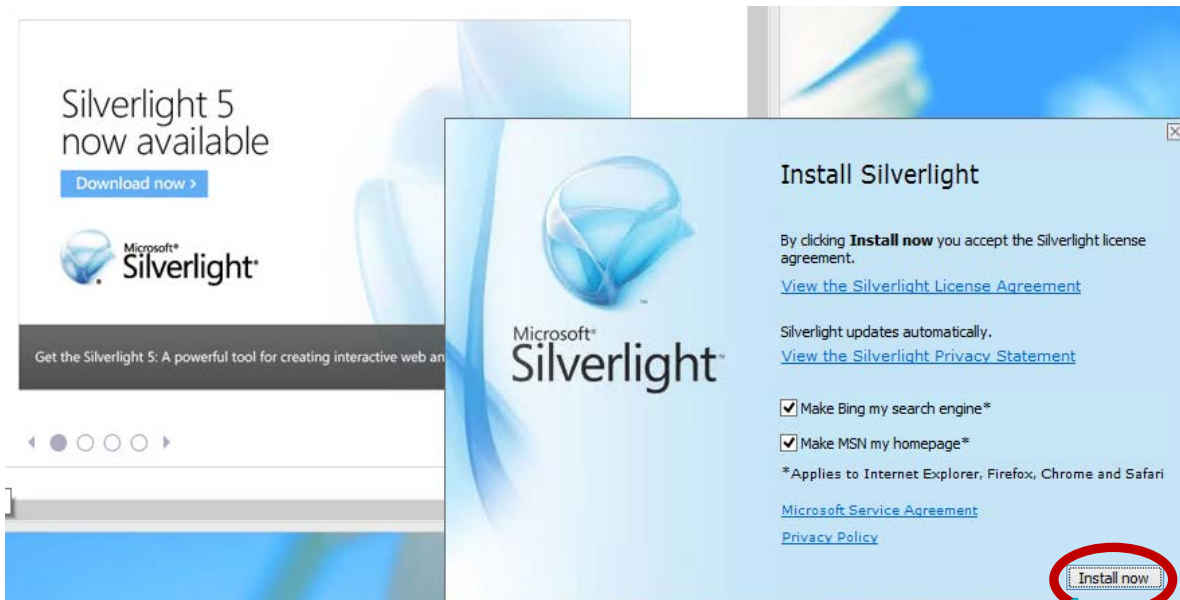 Silverlight 5
now available
Download now ›
Microsoft®
Silverlight®
Get the Silverlight 5: A powerful tool for creating interactive web an
Microsoft®
Silverlight™
™
Install Silverlight
By clicking Install now you accept the Silverlight license
agreement.
View the Silverlight License Agreement
Silverlight updates automatically.
View the Silverlight Privacy Statement
Make Bing my search engine*
Make MSN my homepage*
*Applies to Internet Explorer, Firefox, Chrome and Safari
Microsoft Service Agreement
Privacy Policy
Install now